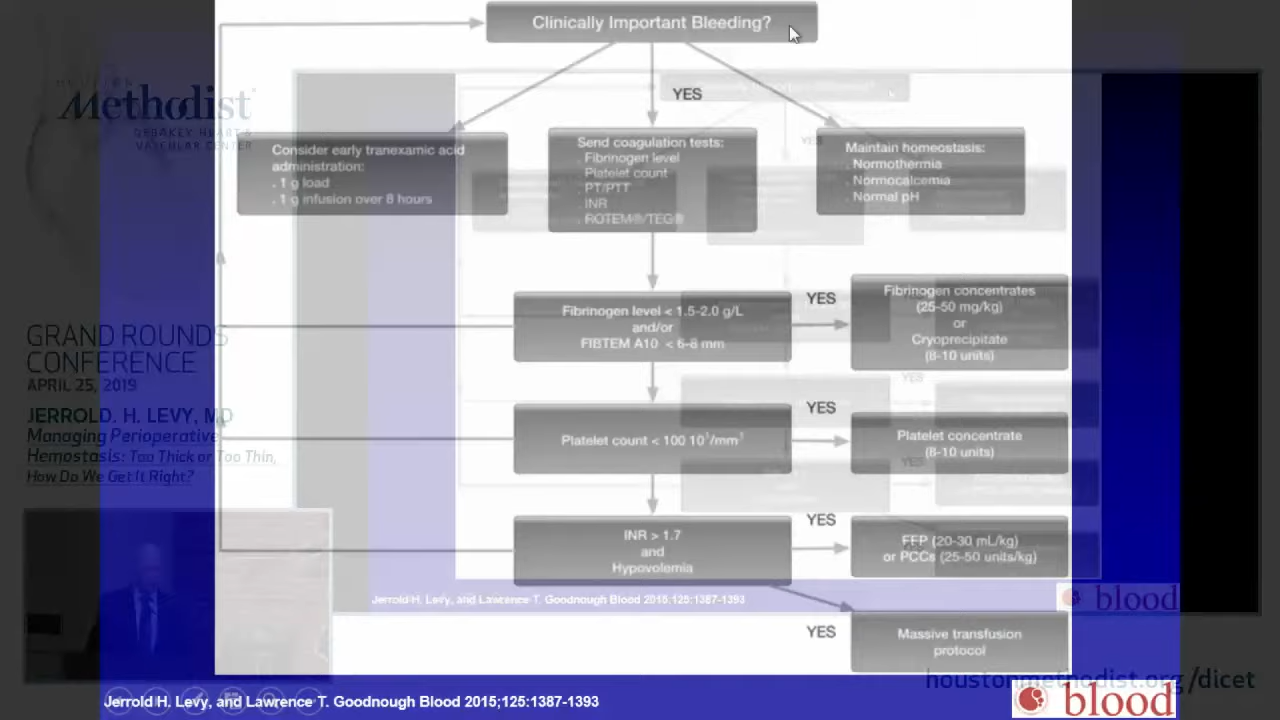 Clinically Important Bleeding?
YES
Consider early tranexamic acid
administration:
. 1 g load
. 1 g infusion over 8 hours
Send coagulation tests:
. Fibrinogen level
. Platelet count
. PT/PTT
. INR
. ROTEM®/TEG®
Maintain homeostasis:
. Normothermia
. Normocalcemia
. Normal pH
Fibrinogen level < 1.5-2.0 g/L
and/or
FIBTEM A10 < 6-8 mm
YES
Fibrinogen concentrates
(25-50 mg/kg)
or
Cryoprecipitate
(8-10 units)
Platelet count < 100 10³/mm³
YES
Platelet concentrate
(8-10 units)
INR > 1.7
and
Hypovolemia
YES
FFP (20-30 mL/kg)
or PCCs (25-50 units/kg)
YES
Massive transfusion
protocol
Jerrold H. Levy, and Lawrence T. Goodnough Blood 2015;125:1387-1393
blood
HOUSTON
Methodist
DEBAKEY HEART &
VASCULAR CENTER
GRAND ROUNDS
CONFERENCE
APRIL 25, 2019
JERROLD. H. LEVY, MD
Managing Perioperative
Hemostasis: Too Thick or Too Thin,
How Do We Get It Right?
Jerrold H. Levy, and Lawrence T. Goodnough Blood 2015;125:1387-1393
blood
YES
YES
YES
houstonmethodist.org/dicet